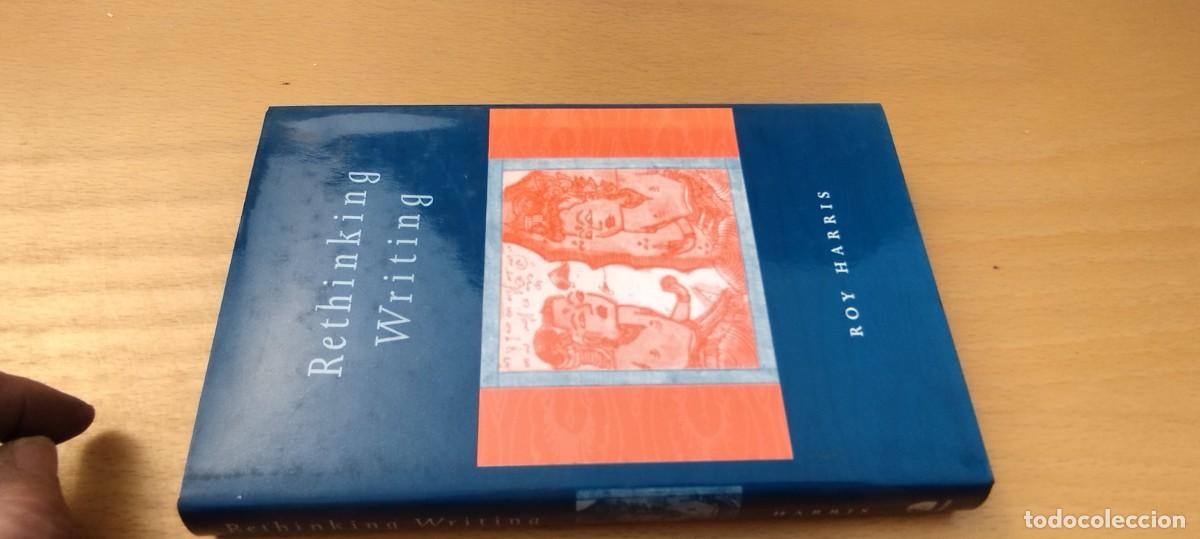 Rethinking
Writing
ROY HARRIS
Rethinking Writing
HARRIS
todocoleccion